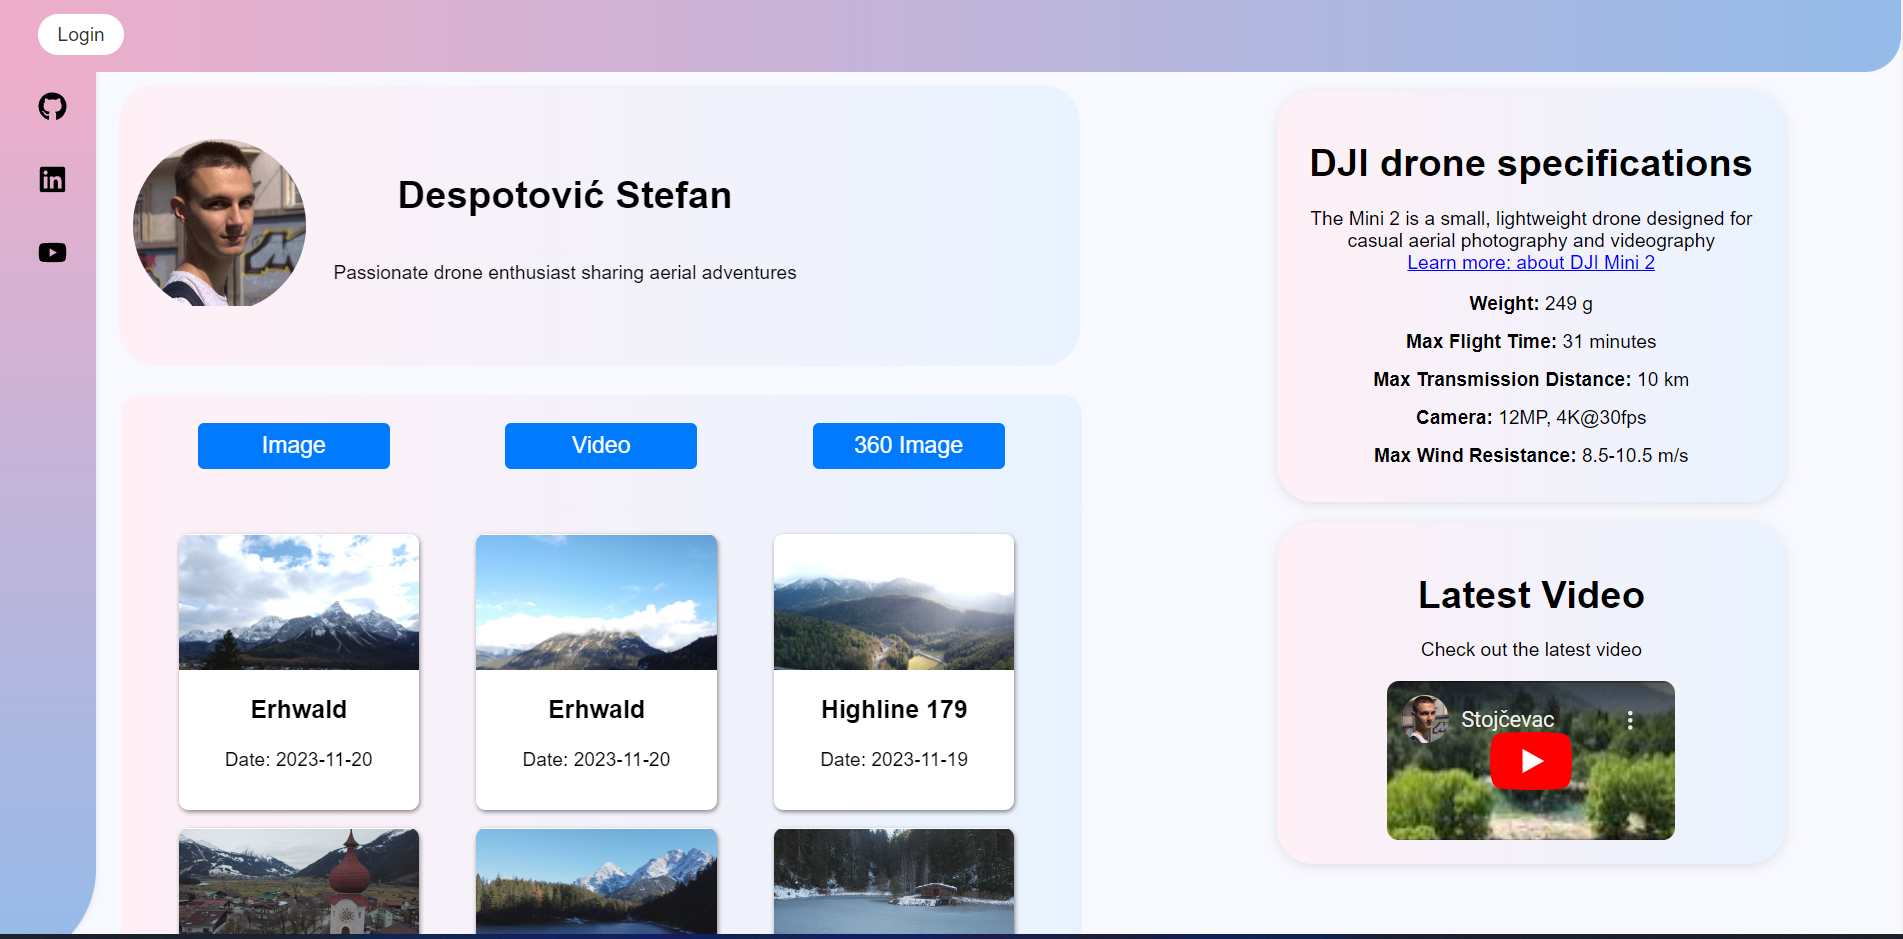 Login
Despotović Stefan
Passionate drone enthusiast sharing aerial adventures
Image
Video
360 Image
Erhwald
Date: 2023-11-20
Erhwald
Date: 2023-11-20
Highline 179
Date: 2023-11-19
DJI drone specifications
The Mini 2 is a small, lightweight drone designed for
casual aerial photography and videography
Learn more: about DJI Mini 2
Weight: 249 g
Max Flight Time: 31 minutes
Max Transmission Distance: 10 km
Camera: 12MP, 4K@30fps
Max Wind Resistance: 8.5-10.5 m/s
Latest Video
Check out the latest video
Stojčevac